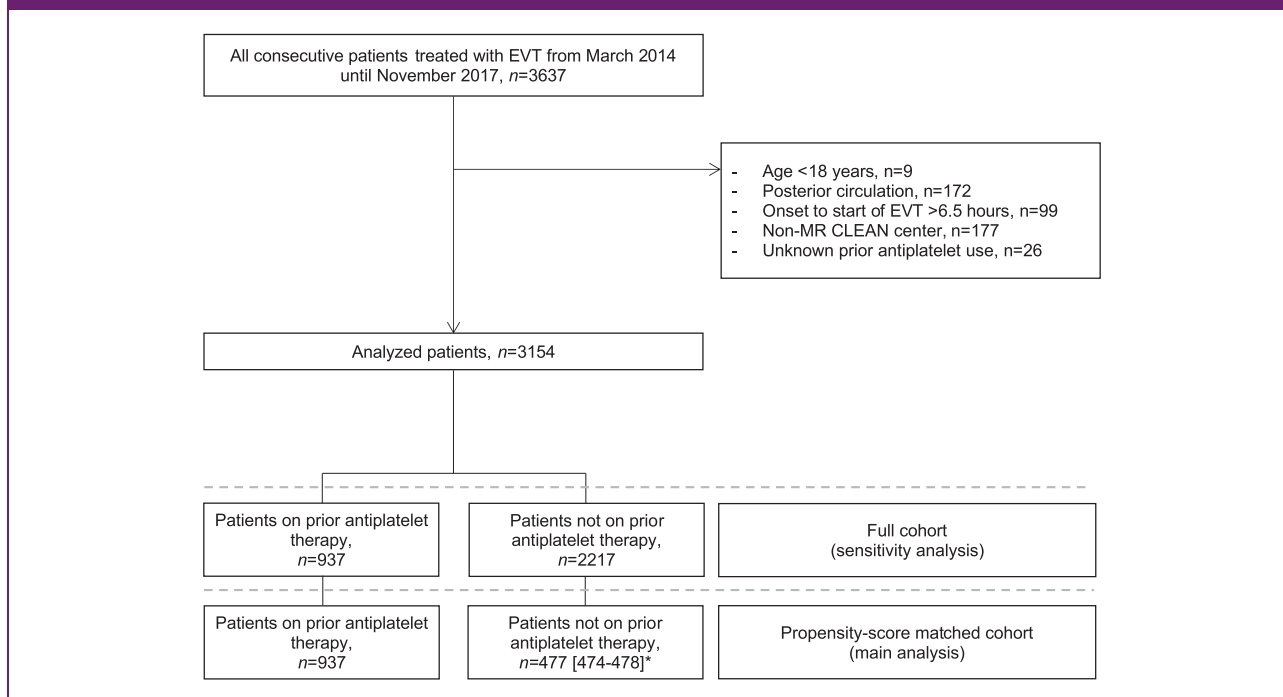 All consecutive patients treated with EVT from March 2014
until November 2017, n=3637
- Age <18 years, n=9
- Posterior circulation, n=172
- Onset to start of EVT >6.5 hours, n=99
- Non-MR CLEAN center, n=177
- Unknown prior antiplatelet use, n=26
Analyzed patients, n=3154
Patients on prior antiplatelet
therapy,
n=937
Patients not on prior
antiplatelet therapy,
n=2217
Full cohort
(sensitivity analysis)
Patients on prior antiplatelet
therapy,
n=937
Patients not on prior
antiplatelet therapy,
n=477 [474-478]*
Propensity-score matched cohort
(main analysis)